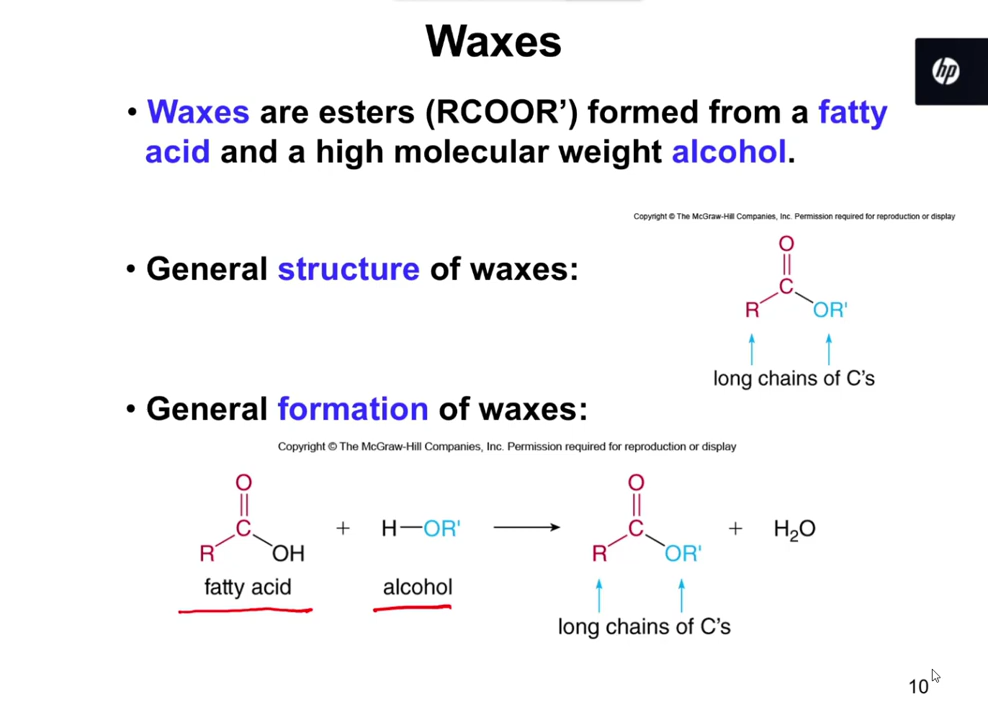 Waxes
hp
• Waxes are esters (RCOOR’) formed from a fatty
acid and a high molecular weight alcohol.
Copyright © The McGraw-Hill Companies, Inc. Permission required for reproduction or display
• General structure of waxes:
O
C
R OR'
long chains of C’s
• General formation of waxes:
Copyright © The McGraw-Hill Companies, Inc. Permission required for reproduction or display
O O
C + H—OR' C + H₂O
R OH R OR'
fatty acid alcohol
long chains of C’s
10